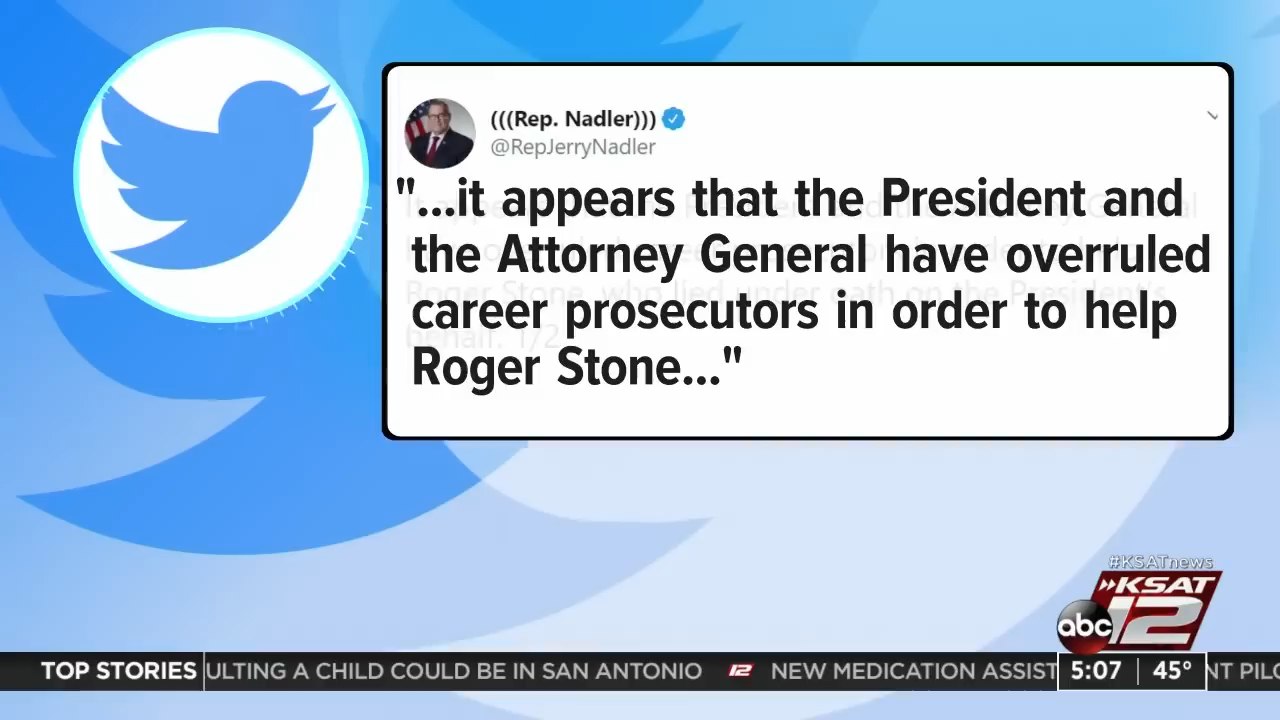 (((Rep. Nadler)))
@RepJerryNadler
"...it appears that the President and
the Attorney General have overruled
career prosecutors in order to help
Roger Stone..."
#KSATnews
KSAT
abc 12
TOP STORIES ULTING A CHILD COULD BE IN SAN ANTONIO 12 NEW MEDICATION ASSIST 5:07 45° NT PILO